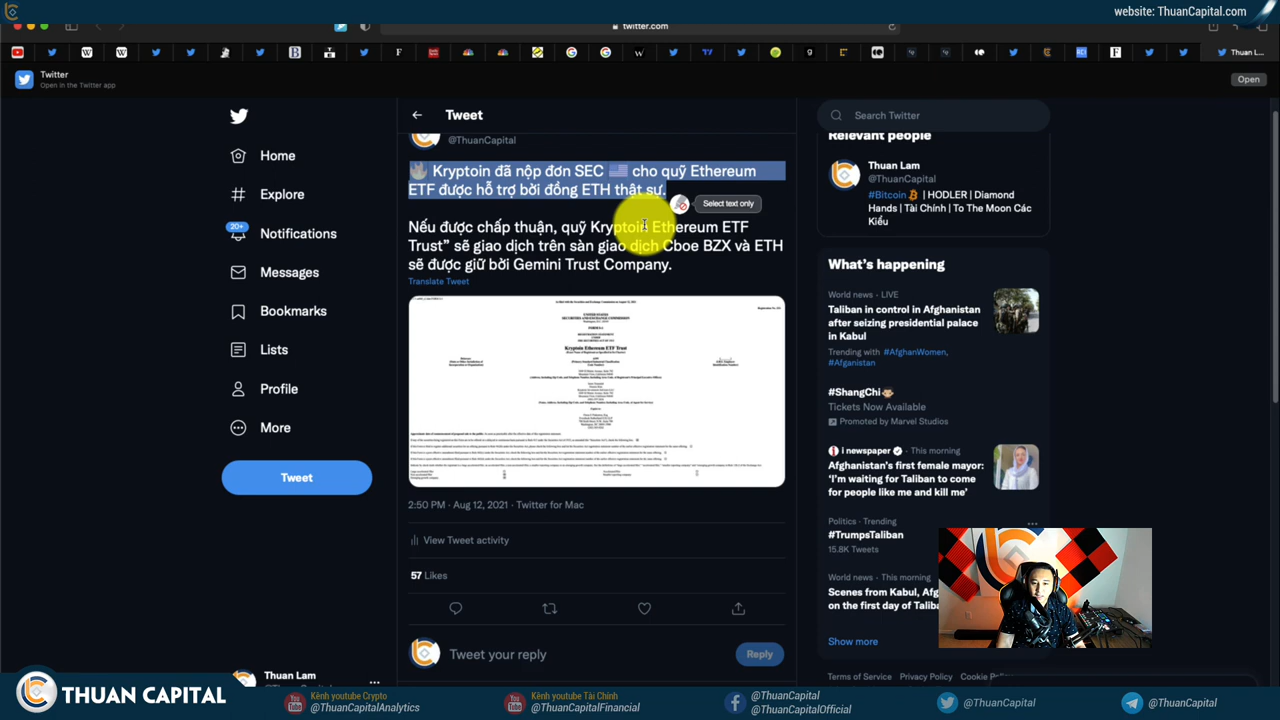 website: ThuanCapital.com
twitter.com
Thuan L...
Twitter
Open in the Twitter app
Open
Home
Explore
20+
Notifications
Messages
Bookmarks
Lists
Profile
More
Tweet
Thuan Lam
Tweet
@ThuanCapital
Kryptoin đã nộp đơn SEC 🇺🇸 cho quỹ Ethereum
ETF được hỗ trợ bởi đồng ETH thật sự.
Select text only
Nếu được chấp thuận, quỹ Kryptoin Ethereum ETF
Trust” sẽ giao dịch trên sàn giao dịch Cboe BZX và ETH
sẽ được giữ bởi Gemini Trust Company.
Translate Tweet
UNITED STATES
SECURITIES AND EXCHANGE COMMISSION
Kryptoin Ethereum ETF Trust
2:50 PM · Aug 12, 2021 · Twitter for Mac
View Tweet activity
57 Likes
Tweet your reply
Reply
Search Twitter
Relevant people
Thuan Lam
@ThuanCapital
#Bitcoin | HODLER | Diamond
Hands | Tài Chính | To The Moon Các
Kiểu
What’s happening
World news · LIVE
Taliban in control in Afghanistan
after seizing presidential palace
in Kabul
Trending with #AfghanWomen,
#Afganistan
#ShangChi
Tickets Now Available
Promoted by Marvel Studios
i newspaper · This morning
Afghanistan’s first female mayor:
‘I’m waiting for Taliban to come
for people like me and kill me’
Politics · Trending
#TrumpsTaliban
15.8K Tweets
World news · This morning
Scenes from Kabul,
on the first day of
Show more
Terms of Service Privacy Policy
THUAN CAPITAL
Kênh youtube Crypto
@ThuanCapitalAnalytics
Kênh youtube Tài Chính
@ThuanCapitalFinancial
@ThuanCapital
@ThuanCapitalOfficial
@ThuanCapital
@ThuanCapital